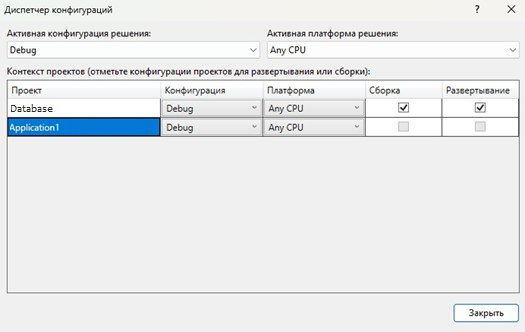 Диспетчер конфигураций ? ×
Активная конфигурация решения: Активная платформа решения:
Debug Any CPU
Контекст проектов (отметьте конфигурации проектов для развертывания или сборки):
Проект Конфигурация Платформа Сборка Развертывание
Database Debug Any CPU
Application1 Debug Any CPU
Закрыть